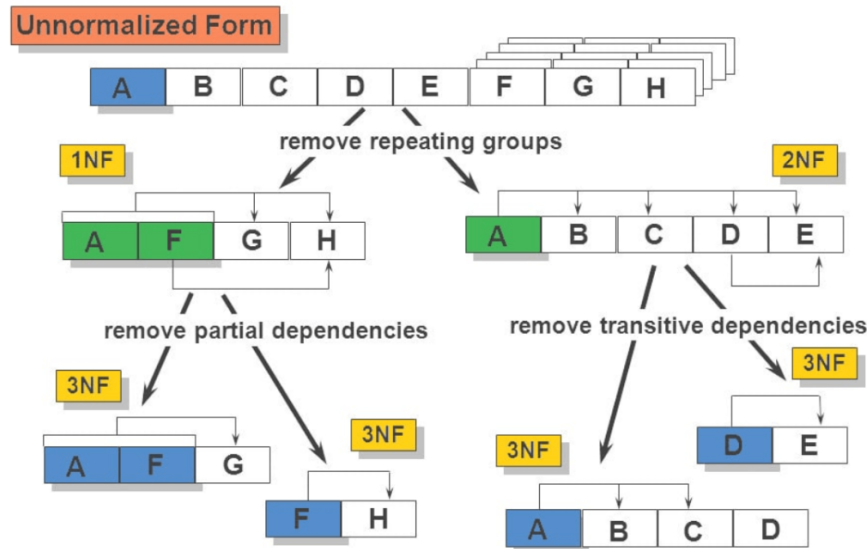 Unnormalized Form
A B C D E F G H
remove repeating groups
1NF
2NF
A F G H
A B C D E
remove partial dependencies
remove transitive dependencies
3NF
3NF
3NF
3NF
A F G
F H
D E
A B C D